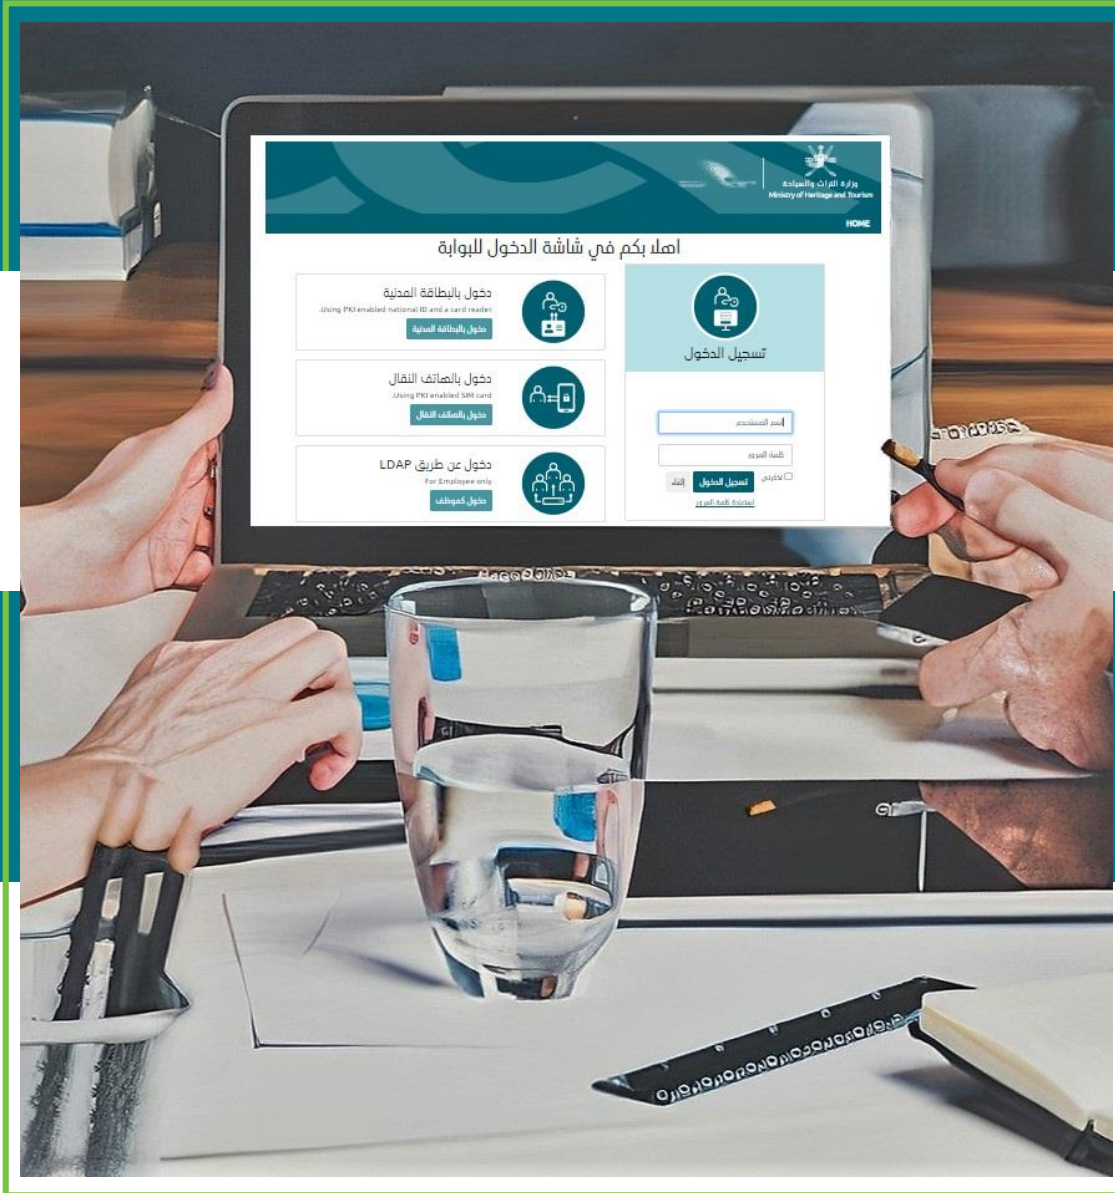 وزارة التراث والسياحة
Ministry of Heritage and Tourism
HOME
اهلا بكم في شاشة الدخول للبوابة
تسجيل الدخول
اسم المستخدم
كلمة المرور
تذكرني
تسجيل الدخول
إلغاء
استعادة كلمة المرور
دخول بالبطاقة المدنية
Using PKI enabled national ID and a card reader.
دخول بالبطاقة المدنية
دخول بالهاتف النقال
Using PKI enabled SIM card.
دخول بالهاتف النقال
دخول عن طريق LDAP
For Employee only
دخول كموظف